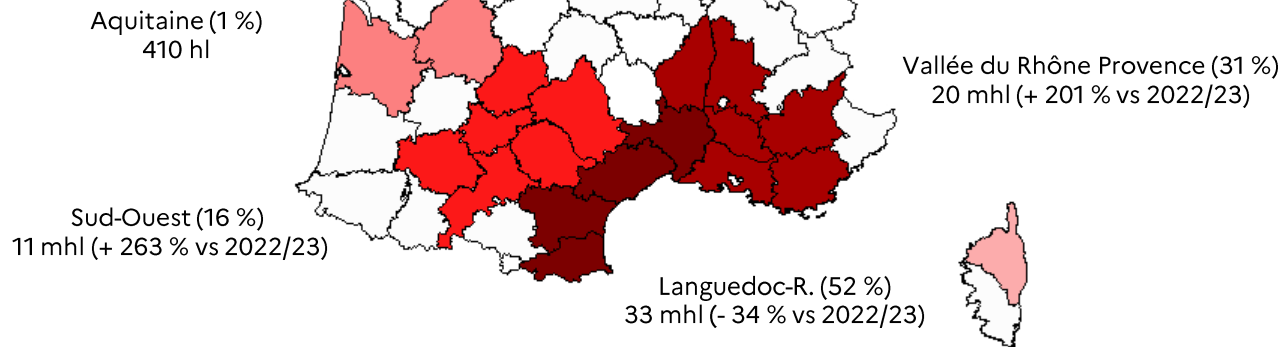 Aquitaine (1 %)
410 hl
Vallée du Rhône Provence (31 %)
20 mhl (+ 201 % vs 2022/23)
Sud-Ouest (16 %)
11 mhl (+ 263 % vs 2022/23)
Languedoc-R. (52 %)
33 mhl (- 34 % vs 2022/23)